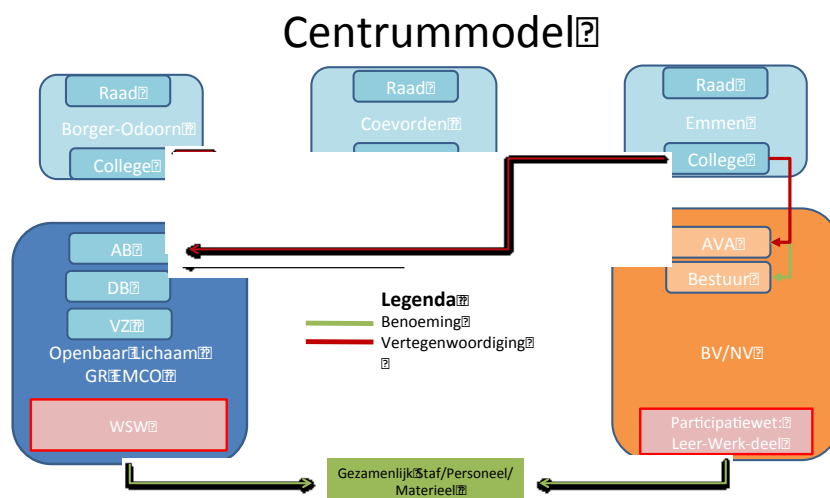 Centrummodel
Raad
Borger-Odoorn
College
Raad
Coevorden
Raad
Emmen
College
AB
DB
VZ
Openbaar Lichaam
GR EMCO
WSW
Legenda
Benoeming
Vertegenwoordiging
AVA
Bestuur
BV/NV
Participatiewet:
Leer-Werk-deel
Gezamenlijk Staf/Personeel/
Materieel